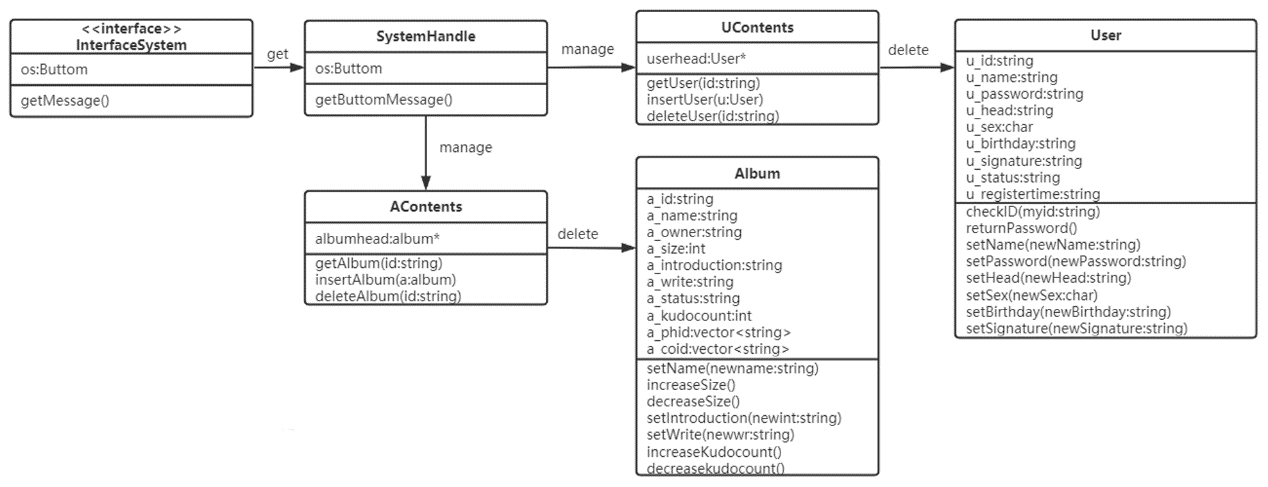 <<interface>>
InterfaceSystem
os:Buttom
getMessage()
get
SystemHandle
os:Buttom
getButtomMessage()
manage
UContents
userhead:User*
getUser(id:string)
insertUser(u:User)
deleteUser(id:string)
delete
User
u_id:string
u_name:string
u_password:string
u_head:string
u_sex:char
u_birthday:string
u_signature:string
u_status:string
u_registertime:string
checkID(myid:string)
returnPassword()
setName(newName:string)
setPassword(newPassword:string)
setHead(newHead:string)
setSex(newSex:char)
setBirthday(newBirthday:string)
setSignature(newSignature:string)
manage
AContents
albumhead:album*
getAlbum(id:string)
insertAlbum(a:album)
deleteAlbum(id:string)
delete
Album
a_id:string
a_name:string
a_owner:string
a_size:int
a_introduction:string
a_write:string
a_status:string
a_kudocount:int
a_phid:vector<string>
a_coid:vector<string>
setName(newname:string)
increaseSize()
decreaseSize()
setIntroduction(newint:string)
setWrite(newwr:string)
increaseKudocount()
decreasekudocount()